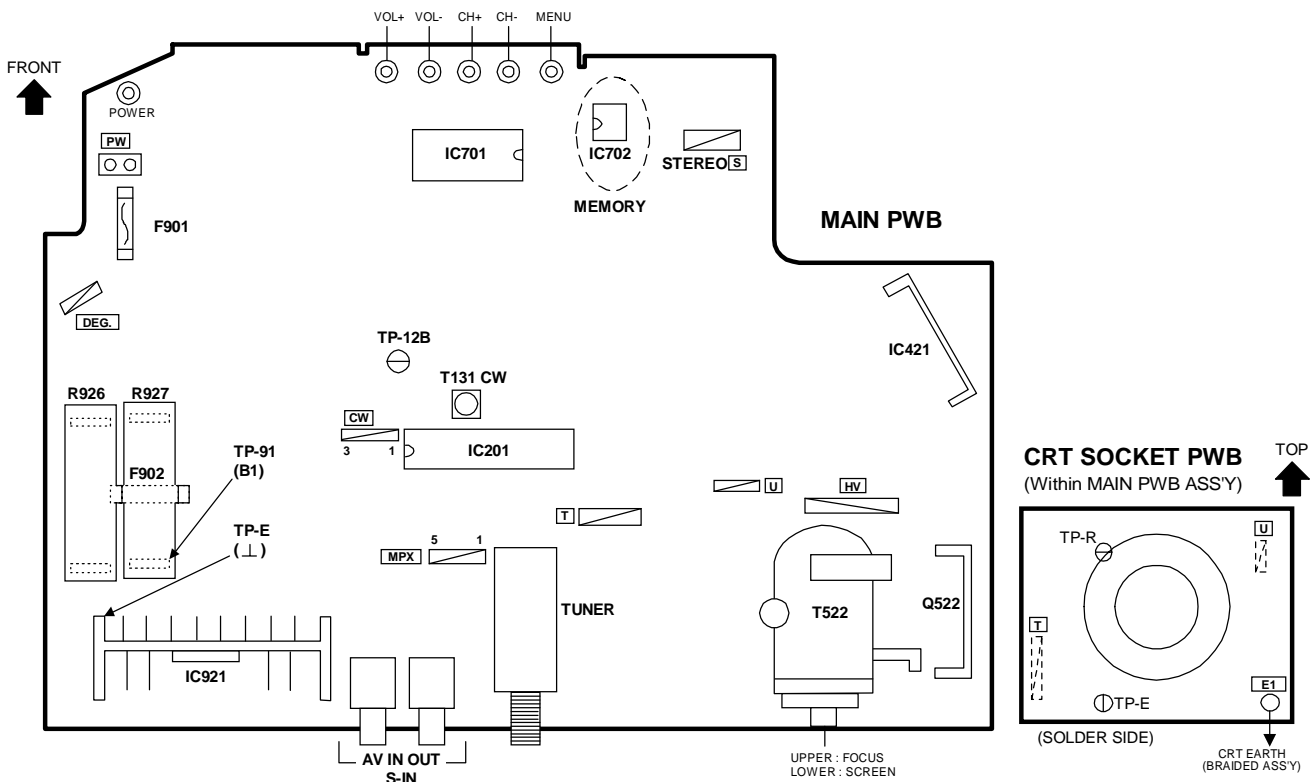 VOL+ VOL- CH+ CH- MENU
FRONT
POWER
PW
IC701
IC702
STEREO S
MEMORY
F901
MAIN PWB
DEG.
TP-12B
IC421
T131 CW
R926 R927
CW
3 1
IC201
TP-91
(B1)
F902
TP-E
(⊥)
U
HV
T
5 1
MPX
TUNER
T522
Q522
IC921
AV IN OUT
S-IN
UPPER : FOCUS
LOWER : SCREEN
CRT SOCKET PWB
(Within MAIN PWB ASS'Y)
TOP
TP-R
U
T
E1
TP-E
(SOLDER SIDE)
CRT EARTH
(BRAIDED ASS'Y)